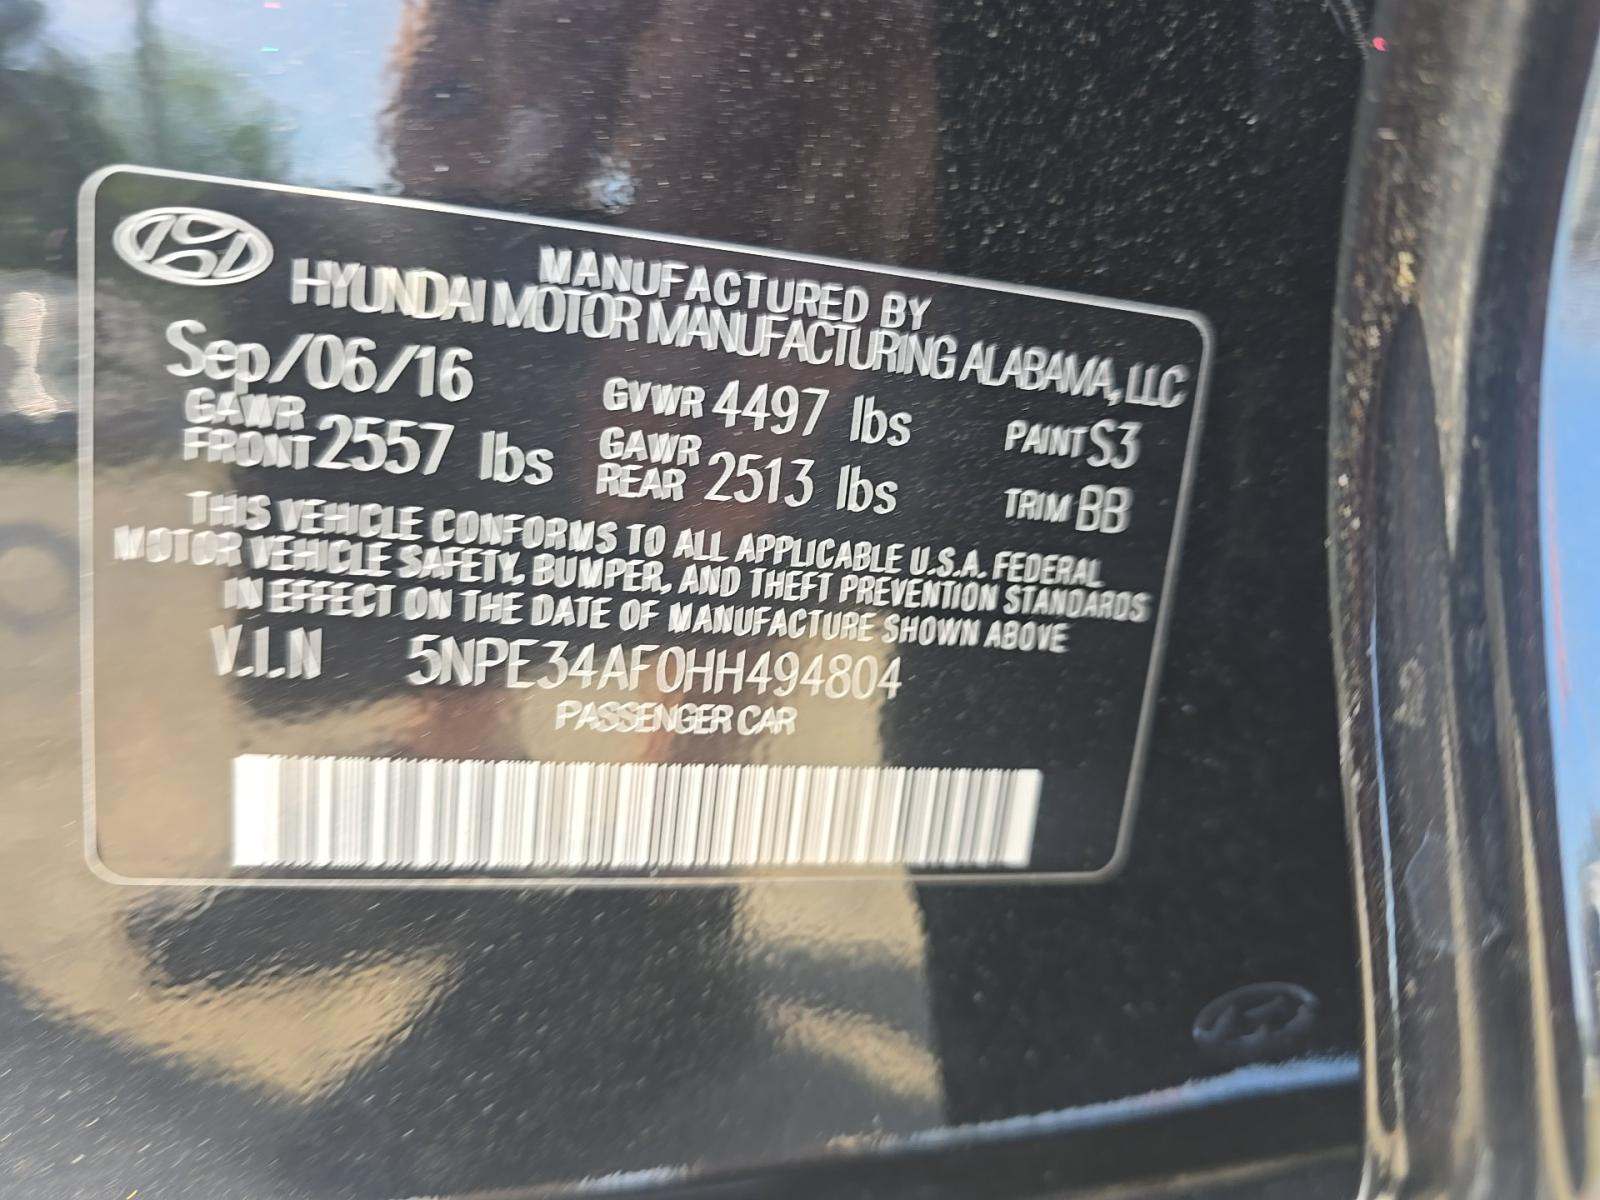 MANUFACTURED BY
HYUNDAI MOTOR MANUFACTURING ALABAMA, LLC
Sep/06/16 GVWR 4497 lbs PAINT S3
GAWR FRONT 2557 lbs GAWR REAR 2513 lbs TRIM BB
THIS VEHICLE CONFORMS TO ALL APPLICABLE U.S.A. FEDERAL
MOTOR VEHICLE SAFETY, BUMPER, AND THEFT PREVENTION STANDARDS
IN EFFECT ON THE DATE OF MANUFACTURE SHOWN ABOVE
V.I.N 5NPE34AF0HH494804
PASSENGER CAR